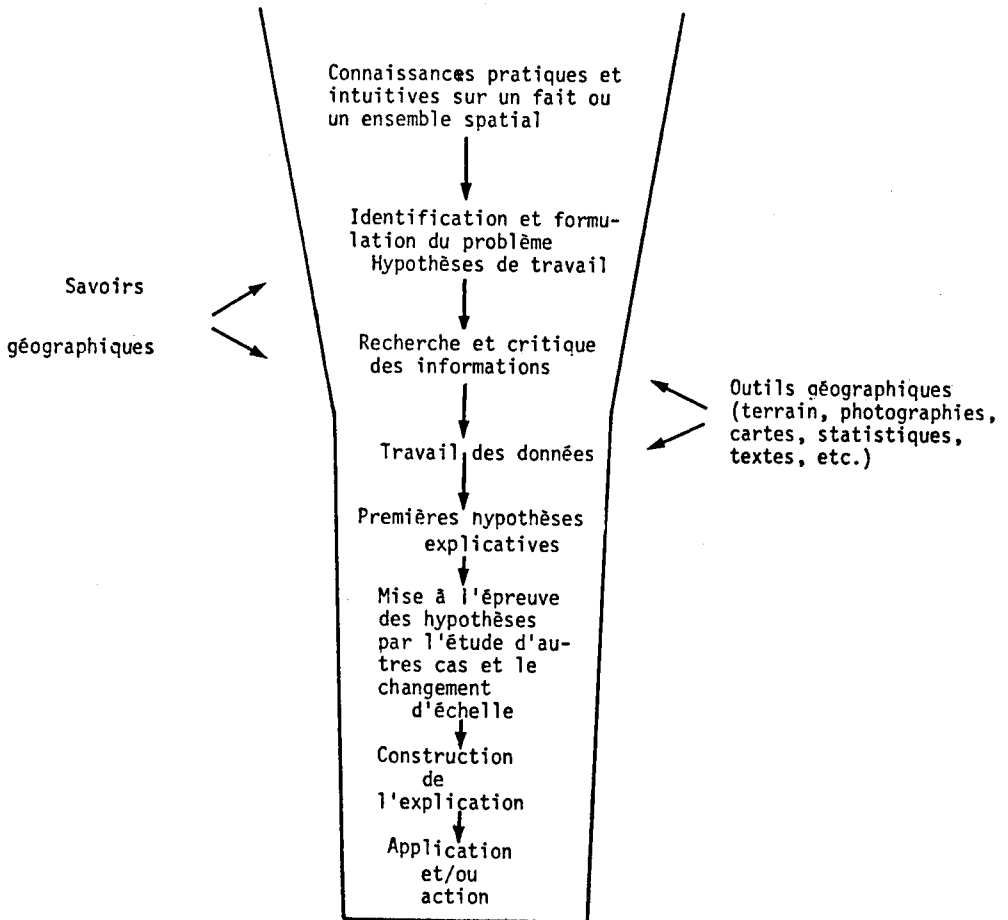 Connaissances pratiques et
intuitives sur un fait ou
un ensemble spatial
Identification et formu-
lation du problème
Hypothèses de travail
Savoirs
géographiques
Recherche et critique
des informations
Outils géographiques
(terrain, photographies,
cartes, statistiques,
textes, etc.)
Travail des données
Premières hypothèses
explicatives
Mise à l'épreuve
des hypothèses
par l'étude d'au-
tres cas et le
changement
d'échelle
Construction
de
l'explication
Application
et/ou
action